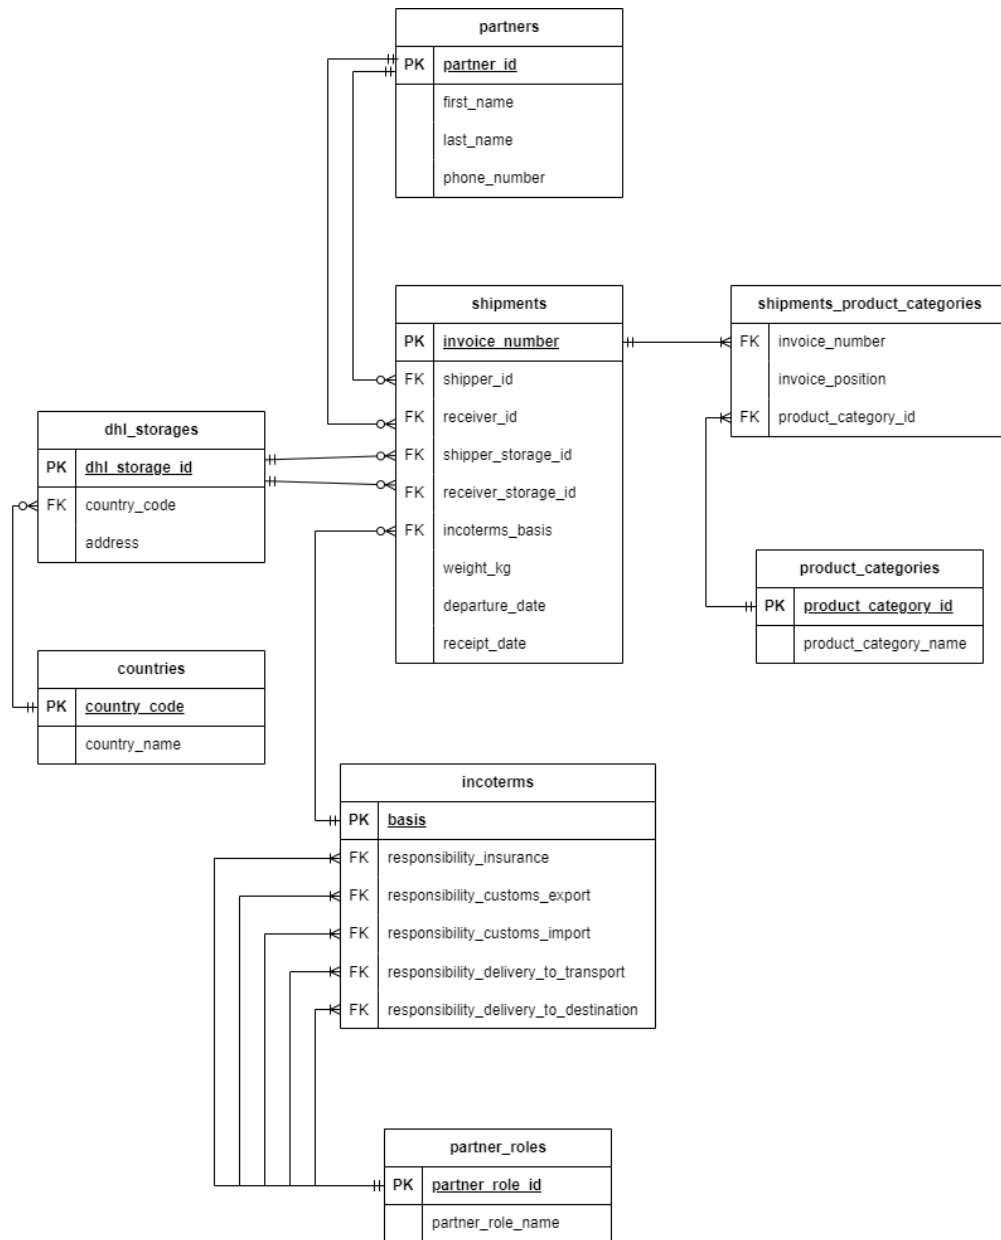 partners
PK partner_id
first_name
last_name
phone_number
shipments
PK invoice_number
FK shipper_id
FK receiver_id
FK shipper_storage_id
FK receiver_storage_id
FK incoterms_basis
weight_kg
departure_date
receipt_date
shipments_product_categories
FK invoice_number
invoice_position
FK product_category_id
dhl_storages
PK dhl_storage_id
FK country_code
address
product_categories
PK product_category_id
product_category_name
countries
PK country_code
country_name
incoterms
PK basis
FK responsibility_insurance
FK responsibility_customs_export
FK responsibility_customs_import
FK responsibility_delivery_to_transport
FK responsibility_delivery_to_destination
partner_roles
PK partner_role_id
partner_role_name